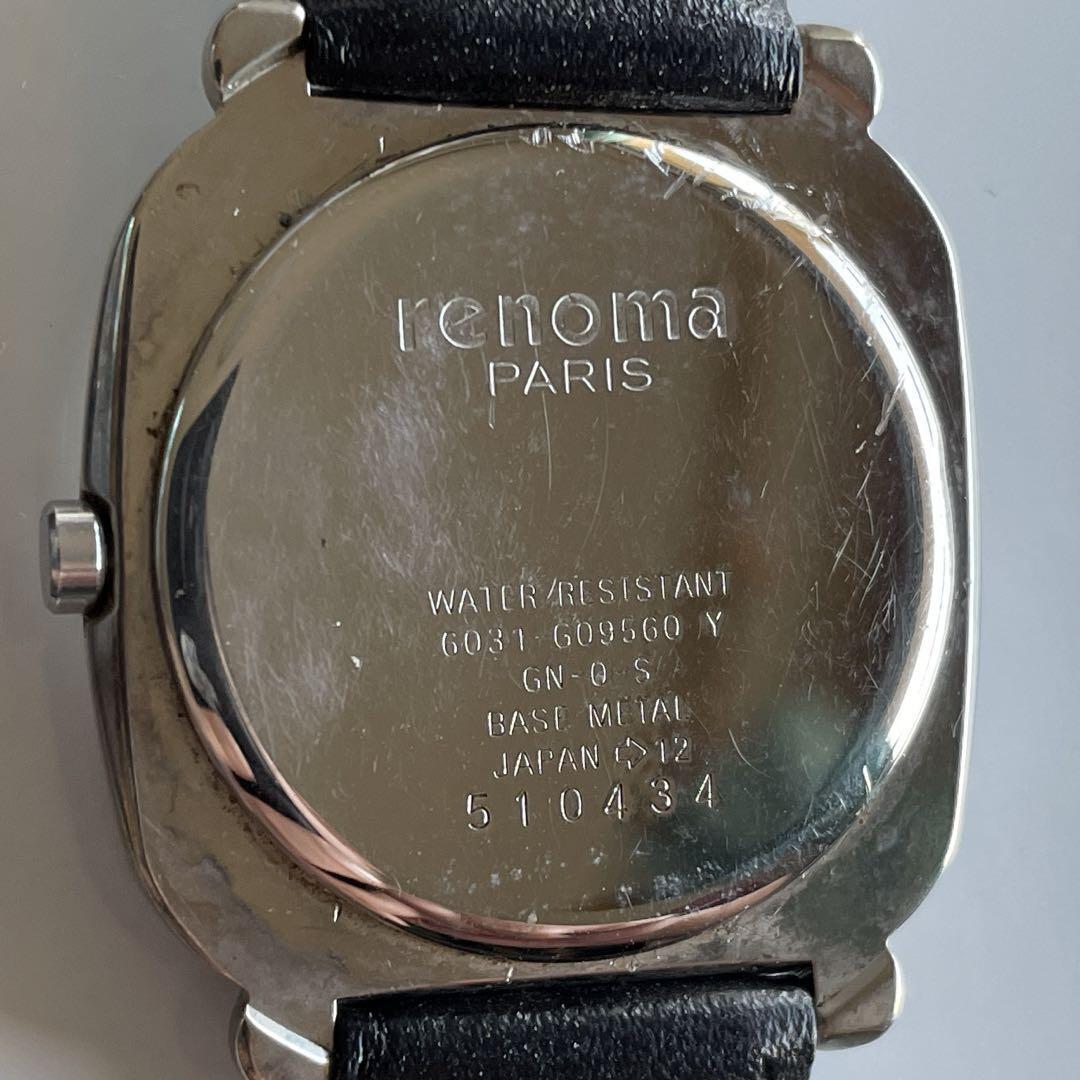 renoma
PARIS
WATER RESISTANT
6031-G09560 Y
GN-0-S
BASE METAL
JAPAN ➩12
510434